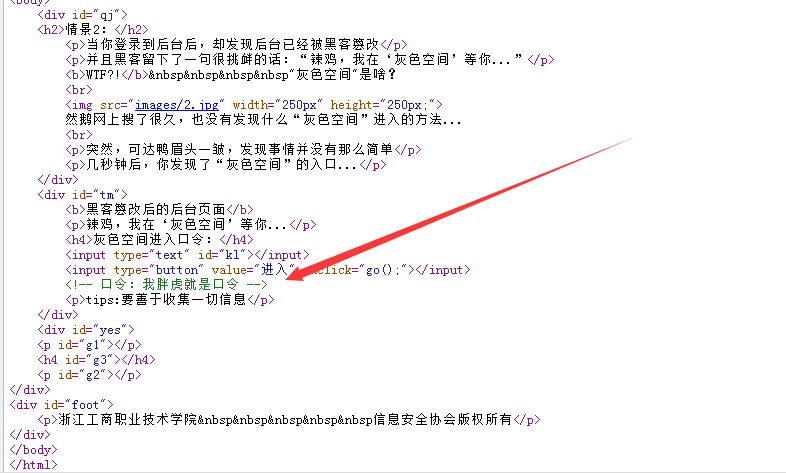 <body>
<div id="qj">
<h2>情景2：</h2>
<p>当你登录到后台后，却发现后台已经被黑客篡改</p>
<p>并且黑客留下了一句很挑衅的话：“辣鸡，我在‘灰色空间’等你...”</p>
<b>WTF?!</b>&nbsp&nbsp&nbsp&nbsp"灰色空间"是啥？
<br>
<img src="images/2.jpg" width="250px" height="250px;">
然鹅网上搜了很久，也没有发现什么“灰色空间”进入的方法...
<br>
<p>突然，可达鸭眉头一皱，发现事情并没有那么简单</p>
<p>几秒钟后，你发现了“灰色空间”的入口...</p>
</div>
<div id="tm">
<b>黑客篡改后的后台页面</b>
<p>辣鸡，我在‘灰色空间’等你...</p>
<h4>灰色空间进入口令：</h4>
<input type="text" id="kl"></input>
<input type="button" value="进入" click="go();"></input>
<!-- 口令：我胖虎就是口令 -->
<p>tips:要善于收集一切信息</p>
</div>
<div id="yes">
<p id="g1"></p>
<h4 id="g3"></h4>
<p id="g2"></p>
</div>
<div id="foot">
<p>浙江工商职业技术学院&nbsp&nbsp&nbsp&nbsp&nbsp信息安全协会版权所有</p>
</div>
</body>
</html>